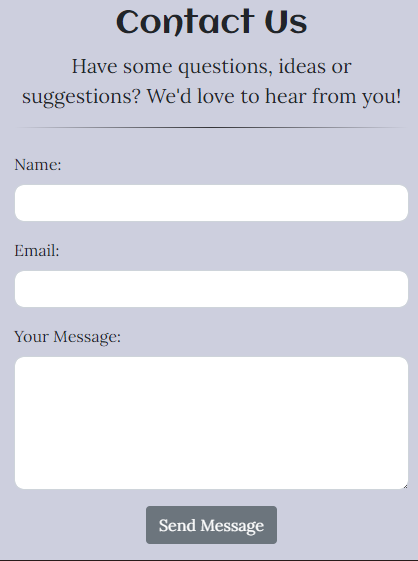 Contact Us
Have some questions, ideas or
suggestions? We'd love to hear from you!
Name:
Email:
Your Message:
Send Message